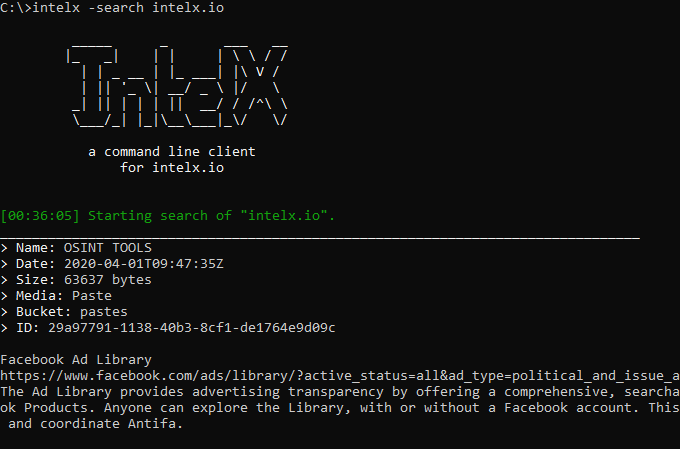 C:\>intelx -search intelx.io
IntelX
a command line client
for intelx.io
[00:36:05] Starting search of "intelx.io".
> Name: OSINT TOOLS
> Date: 2020-04-01T09:47:35Z
> Size: 63637 bytes
> Media: Paste
> Bucket: pastes
> ID: 29a97791-1138-40b3-8cf1-de1764e9d09c
Facebook Ad Library
https://www.facebook.com/ads/library/?active_status=all&ad_type=political_and_issue_a
The Ad Library provides advertising transparency by offering a comprehensive, searcha
ok Products. Anyone can explore the Library, with or without a Facebook account. This
and coordinate Antifa.